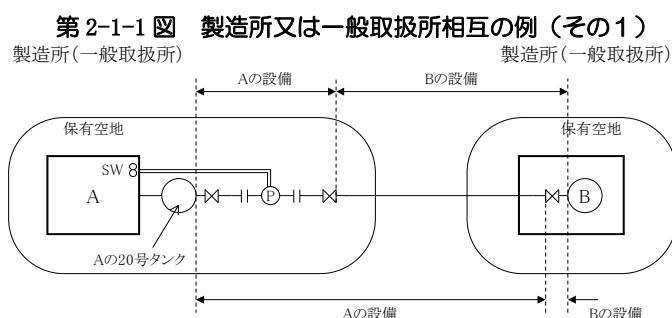 第 2-1-1 図　製造所又は一般取扱所相互の例（その１）
製造所(一般取扱所)
製造所(一般取扱所)
Aの設備
Bの設備
保有空地
保有空地
SW
A
P
B
Aの20号タンク
Aの設備
Bの設備